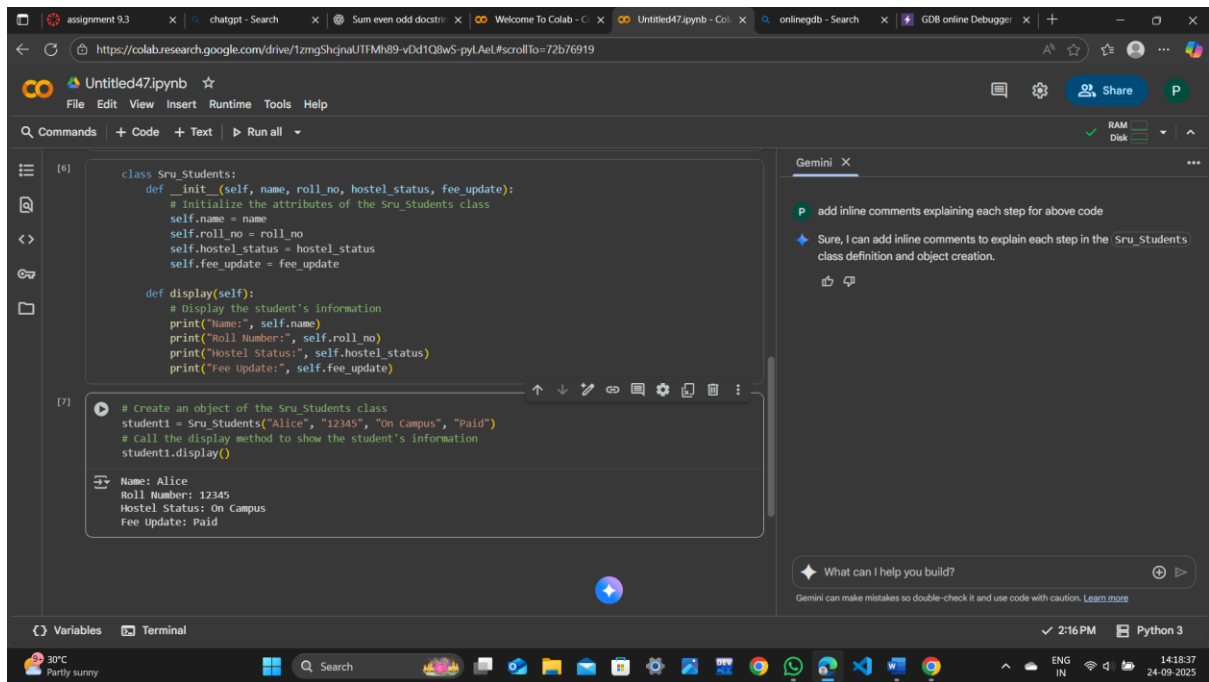 assignment 9.3
chatgpt - Search
Sum even odd docstrin
Welcome To Colab - C
Untitled47.ipynb - Col
onlinegdb - Search
GDB online Debugger
https://colab.research.google.com/drive/1zmgShcjnaUTFMh89-vDd1Q8wS-pyLAeL#scrollTo=72b76919
Untitled47.ipynb
File Edit View Insert Runtime Tools Help
Share
P
Commands + Code + Text Run all
RAM
Disk
[6]
class Sru_Students:
def __init__(self, name, roll_no, hostel_status, fee_update):
# Initialize the attributes of the Sru_Students class
self.name = name
self.roll_no = roll_no
self.hostel_status = hostel_status
self.fee_update = fee_update
def display(self):
# Display the student's information
print("Name:", self.name)
print("Roll Number:", self.roll_no)
print("Hostel Status:", self.hostel_status)
print("Fee Update:", self.fee_update)
[7]
# Create an object of the Sru_Students class
student1 = Sru_Students("Alice", "12345", "On Campus", "Paid")
# Call the display method to show the student's information
student1.display()
Name: Alice
Roll Number: 12345
Hostel Status: On Campus
Fee Update: Paid
Gemini
P add inline comments explaining each step for above code
Sure, I can add inline comments to explain each step in the Sru_Students
class definition and object creation.
What can I help you build?
Gemini can make mistakes so double-check it and use code with caution. Learn more
{} Variables Terminal
2:16 PM Python 3
9+
30°C
Partly sunny
Search
DEV
ENG
IN
14:18:37
24-09-2025